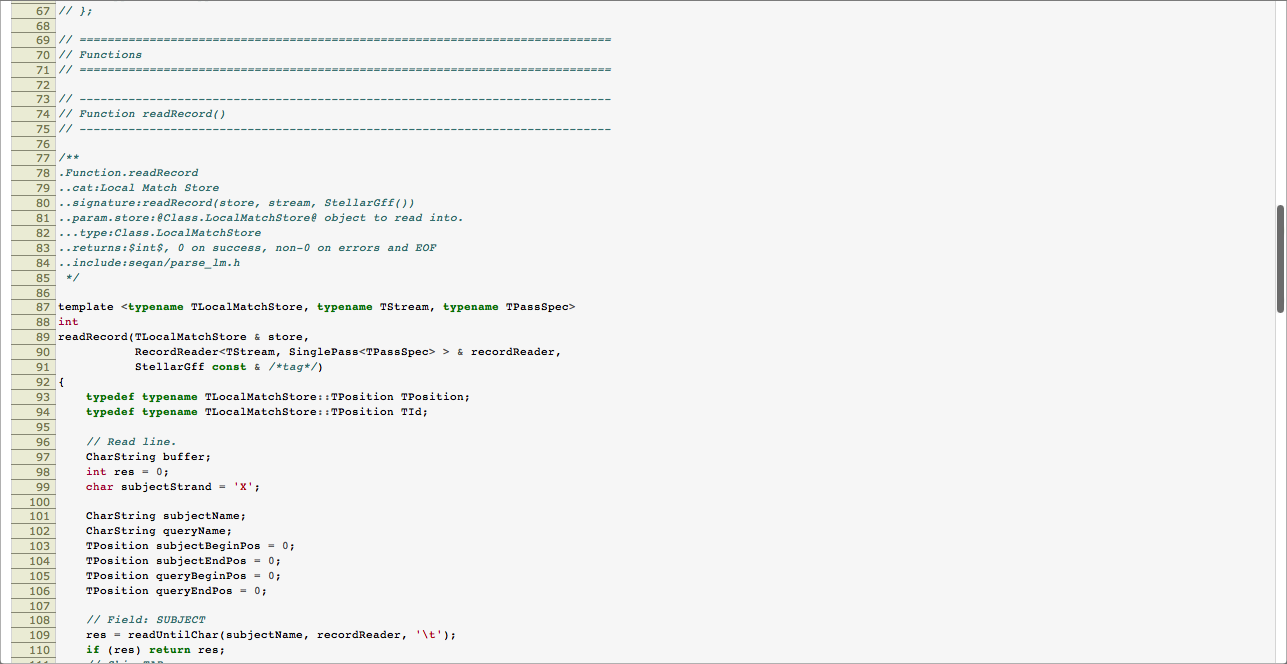 67 // };
68
69 // ============================================================================
70 // Functions
71 // ============================================================================
72
73 // ----------------------------------------------------------------------------
74 // Function readRecord()
75 // ----------------------------------------------------------------------------
76
77 /**
78 .Function.readRecord
79 ..cat:Local Match Store
80 ..signature:readRecord(store, stream, StellarGff())
81 ..param.store:@Class.LocalMatchStore@ object to read into.
82 ...type:Class.LocalMatchStore
83 ..returns:$int$, 0 on success, non-0 on errors and EOF
84 ..include:seqan/parse_lm.h
85  */
86
87 template <typename TLocalMatchStore, typename TStream, typename TPassSpec>
88 int
89 readRecord(TLocalMatchStore & store,
90            RecordReader<TStream, SinglePass<TPassSpec> > & recordReader,
91            StellarGff const & /*tag*/)
92 {
93     typedef typename TLocalMatchStore::TPosition TPosition;
94     typedef typename TLocalMatchStore::TPosition TId;
95
96     // Read line.
97     CharString buffer;
98     int res = 0;
99     char subjectStrand = 'X';
100
101     CharString subjectName;
102     CharString queryName;
103     TPosition subjectBeginPos = 0;
104     TPosition subjectEndPos = 0;
105     TPosition queryBeginPos = 0;
106     TPosition queryEndPos = 0;
107
108     // Field: SUBJECT
109     res = readUntilChar(subjectName, recordReader, '\t');
110     if (res) return res;